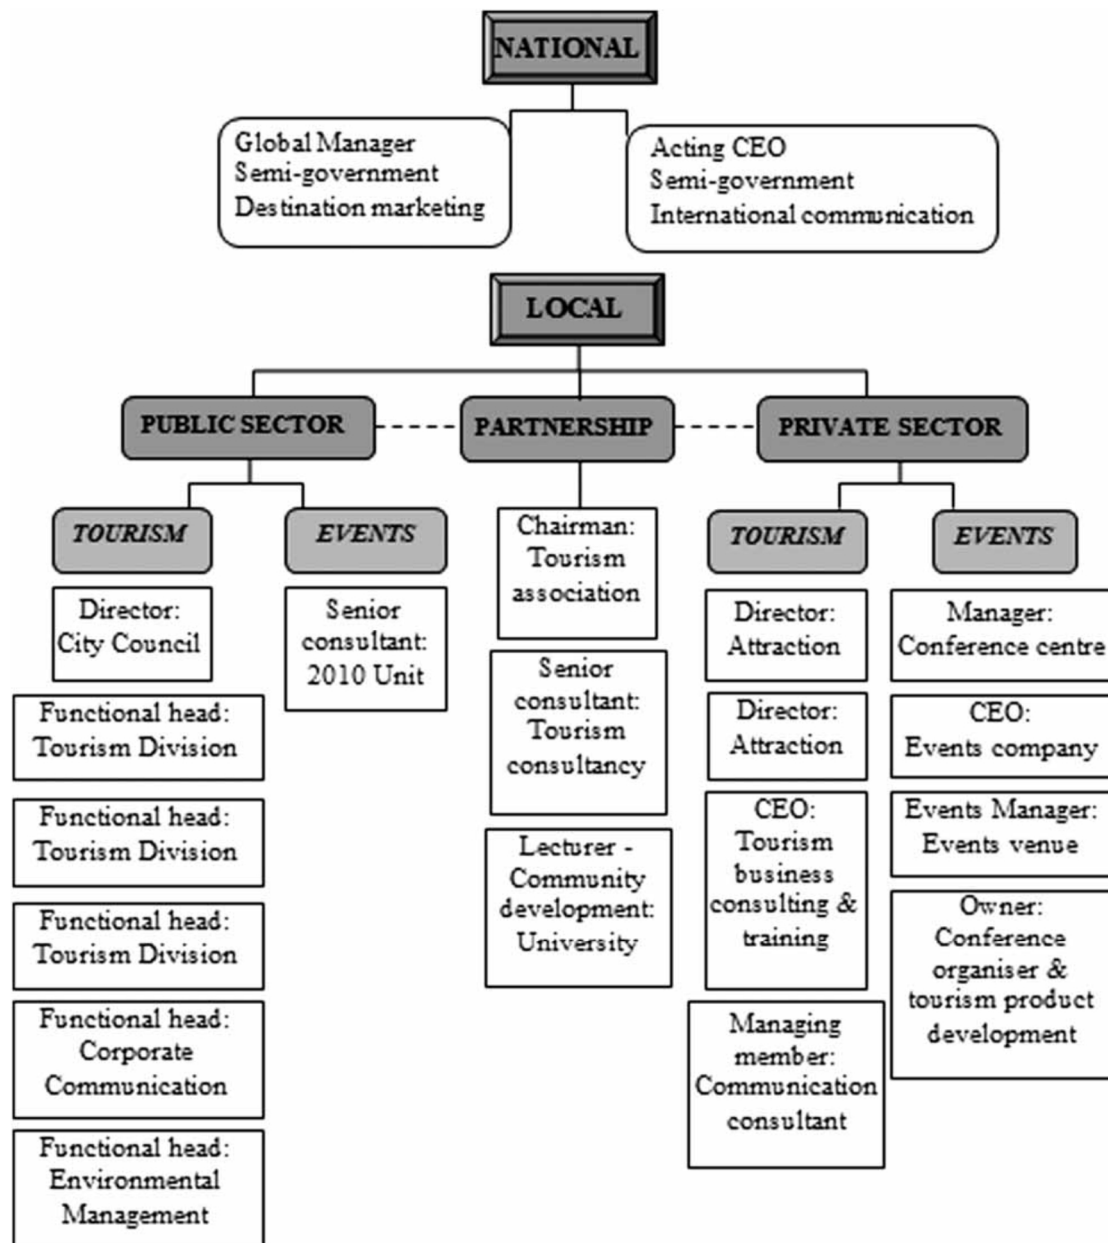 NATIONAL
Global Manager
Semi-government
Destination marketing
Acting CEO
Semi-government
International communication
LOCAL
PUBLIC SECTOR
PARTNERSHIP
PRIVATE SECTOR
TOURISM
EVENTS
Director:
City Council
Functional head:
Tourism Division
Functional head:
Tourism Division
Functional head:
Tourism Division
Functional head:
Corporate
Communication
Functional head:
Environmental
Management
Senior
consultant:
2010 Unit
Chairman:
Tourism
association
Senior
consultant:
Tourism
consultancy
Lecturer -
Community
development:
University
TOURISM
EVENTS
Director:
Attraction
Director:
Attraction
CEO:
Tourism
business
consulting &
training
Managing
member:
Communication
consultant
Manager:
Conference centre
CEO:
Events company
Events Manager:
Events venue
Owner:
Conference
organiser &
tourism product
development